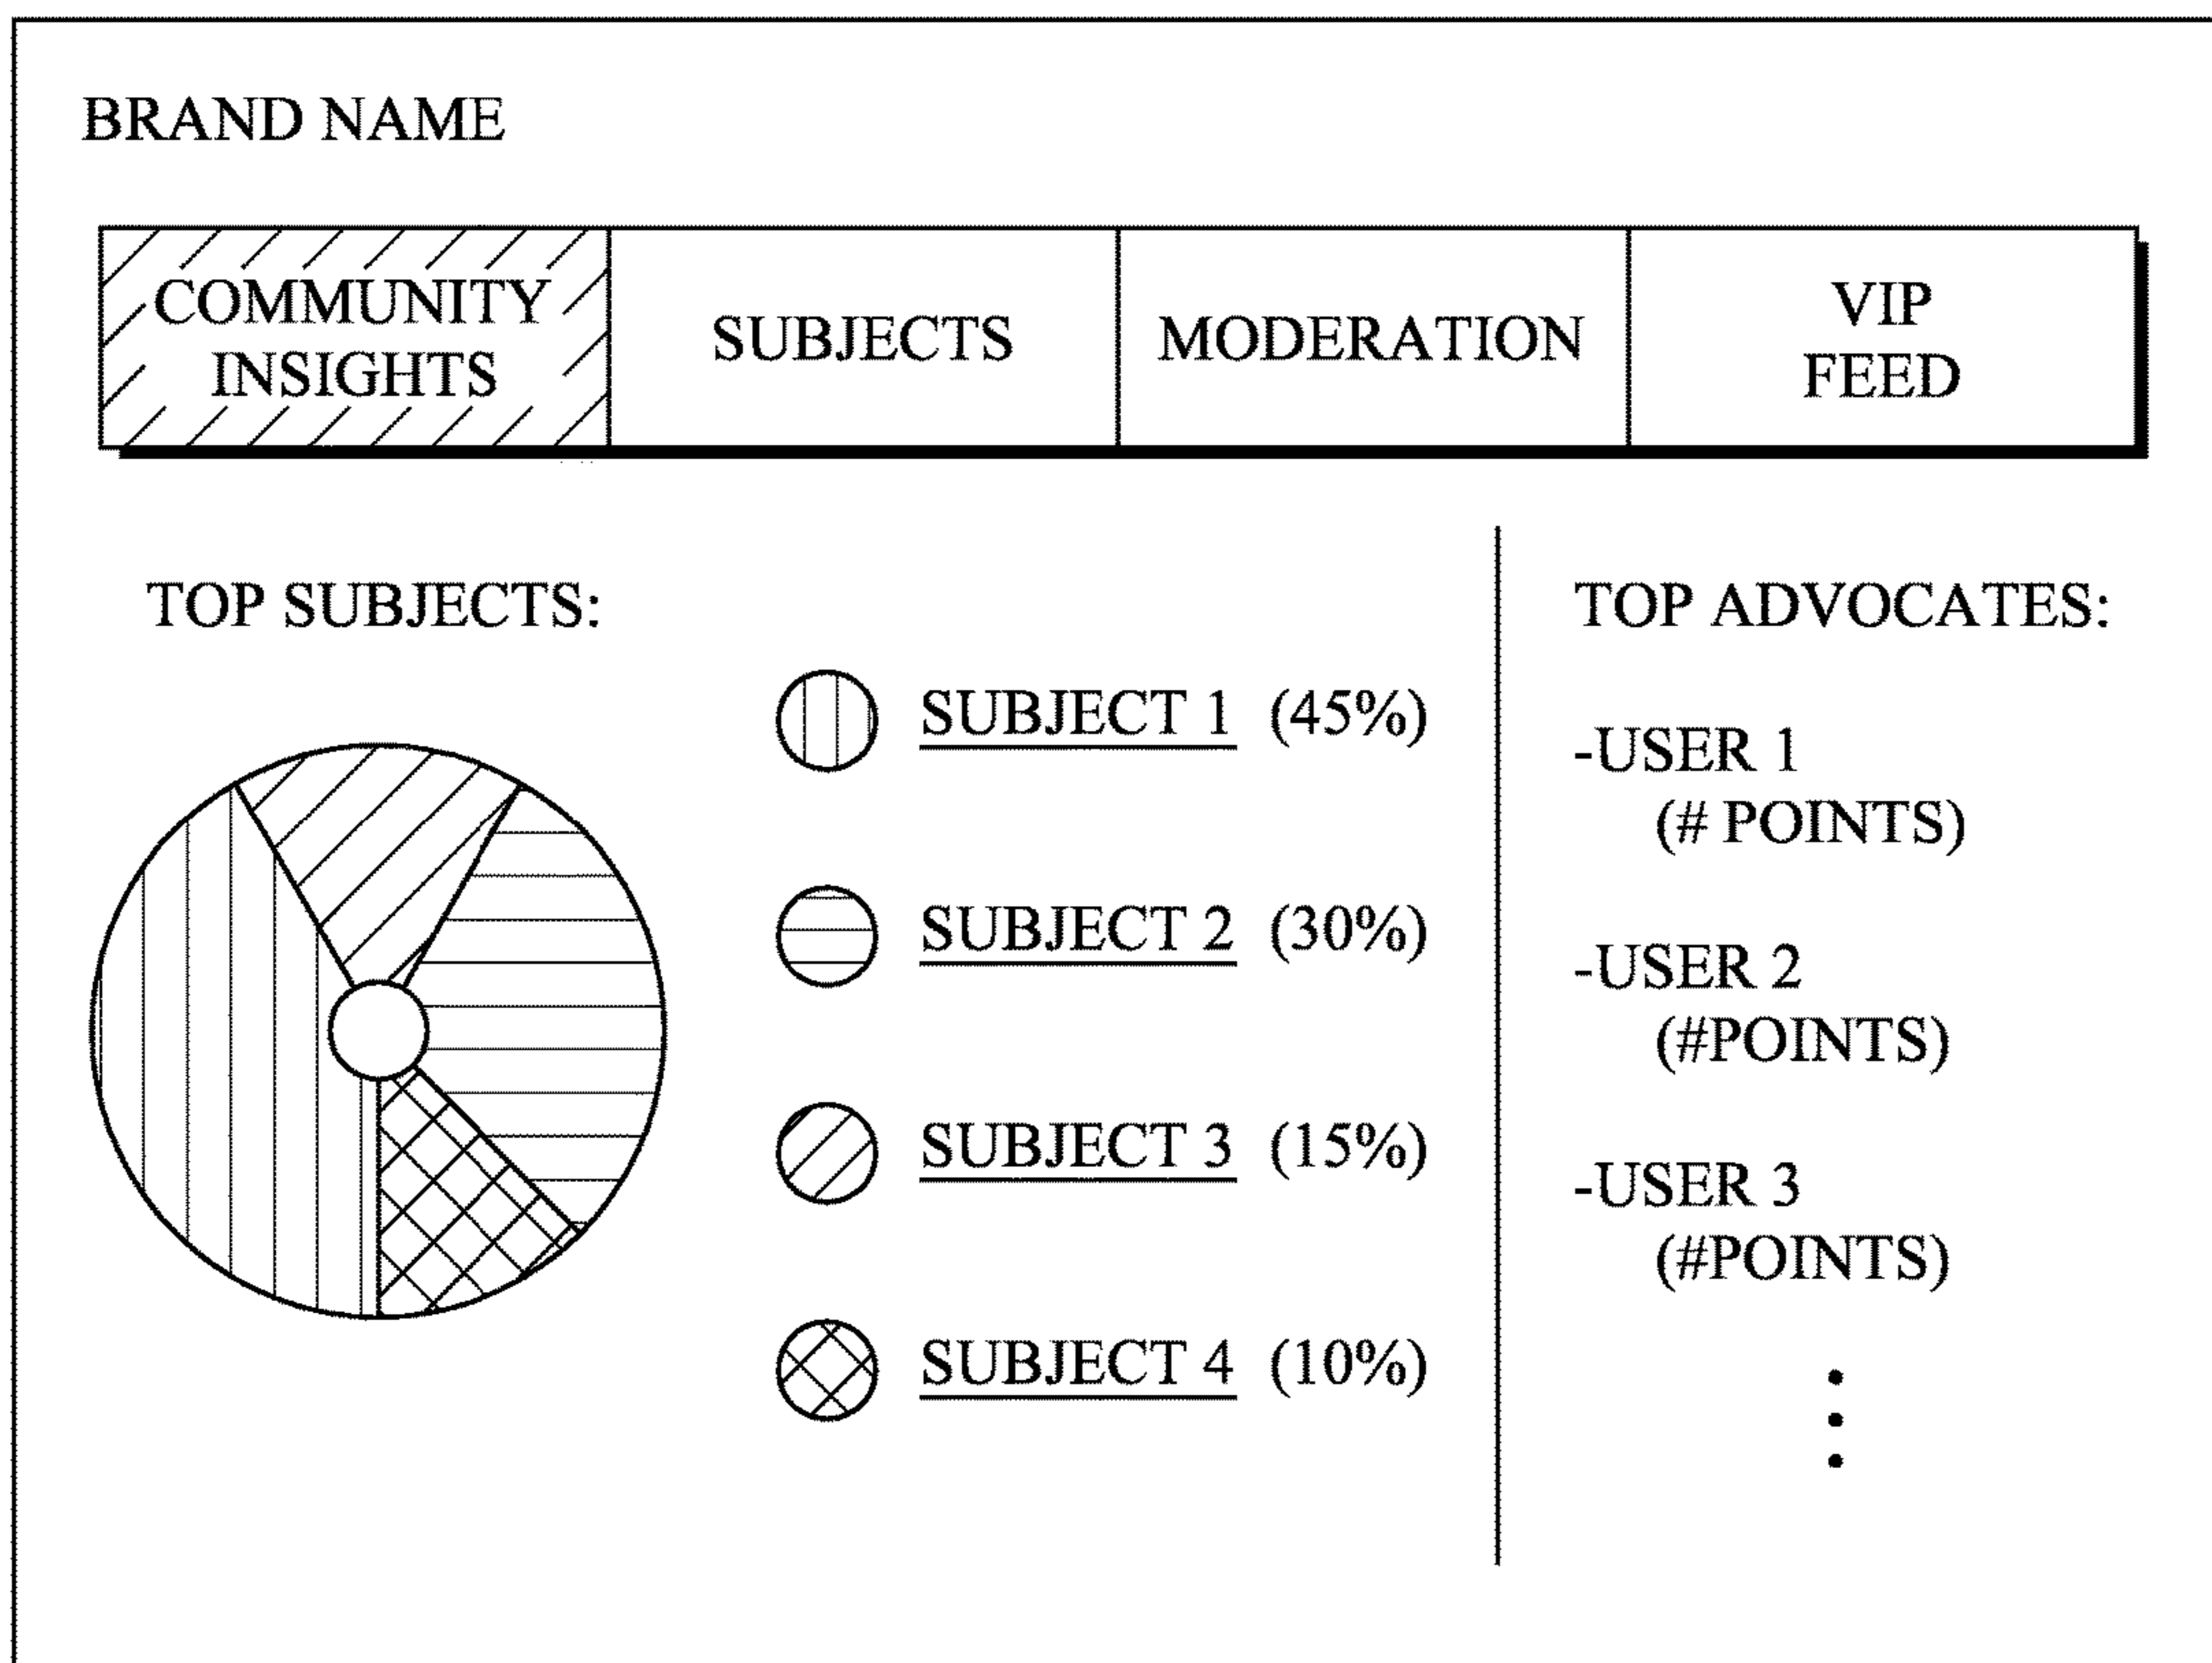 BRAND NAME
COMMUNITY
INSIGHTS
SUBJECTS
MODERATION
VIP
FEED
TOP SUBJECTS:
SUBJECT 1 (45%)
SUBJECT 2 (30%)
SUBJECT 3 (15%)
SUBJECT 4 (10%)
TOP ADVOCATES:
-USER 1
(# POINTS)
-USER 2
(#POINTS)
-USER 3
(#POINTS)